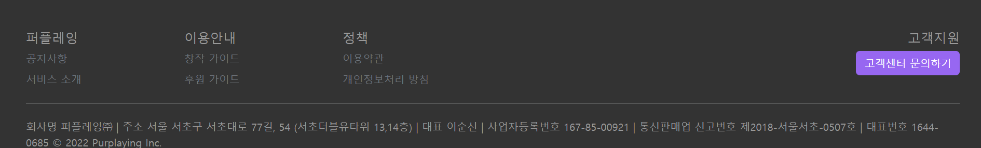 퍼플레잉 이용안내 정책 고객지원
공지사항 창작 가이드 이용약관 고객센터 문의하기
서비스 소개 후원 가이드 개인정보처리 방침
회사명 퍼플레잉㈜ | 주소 서울 서초구 서초대로 77길, 54 (서초더블유타워 13,14층) | 대표 이순신 | 사업자등록번호 167-85-00921 | 통신판매업 신고번호 제2018-서울서초-0507호 | 대표번호 1644-
0685 © 2022 Purplaying Inc.